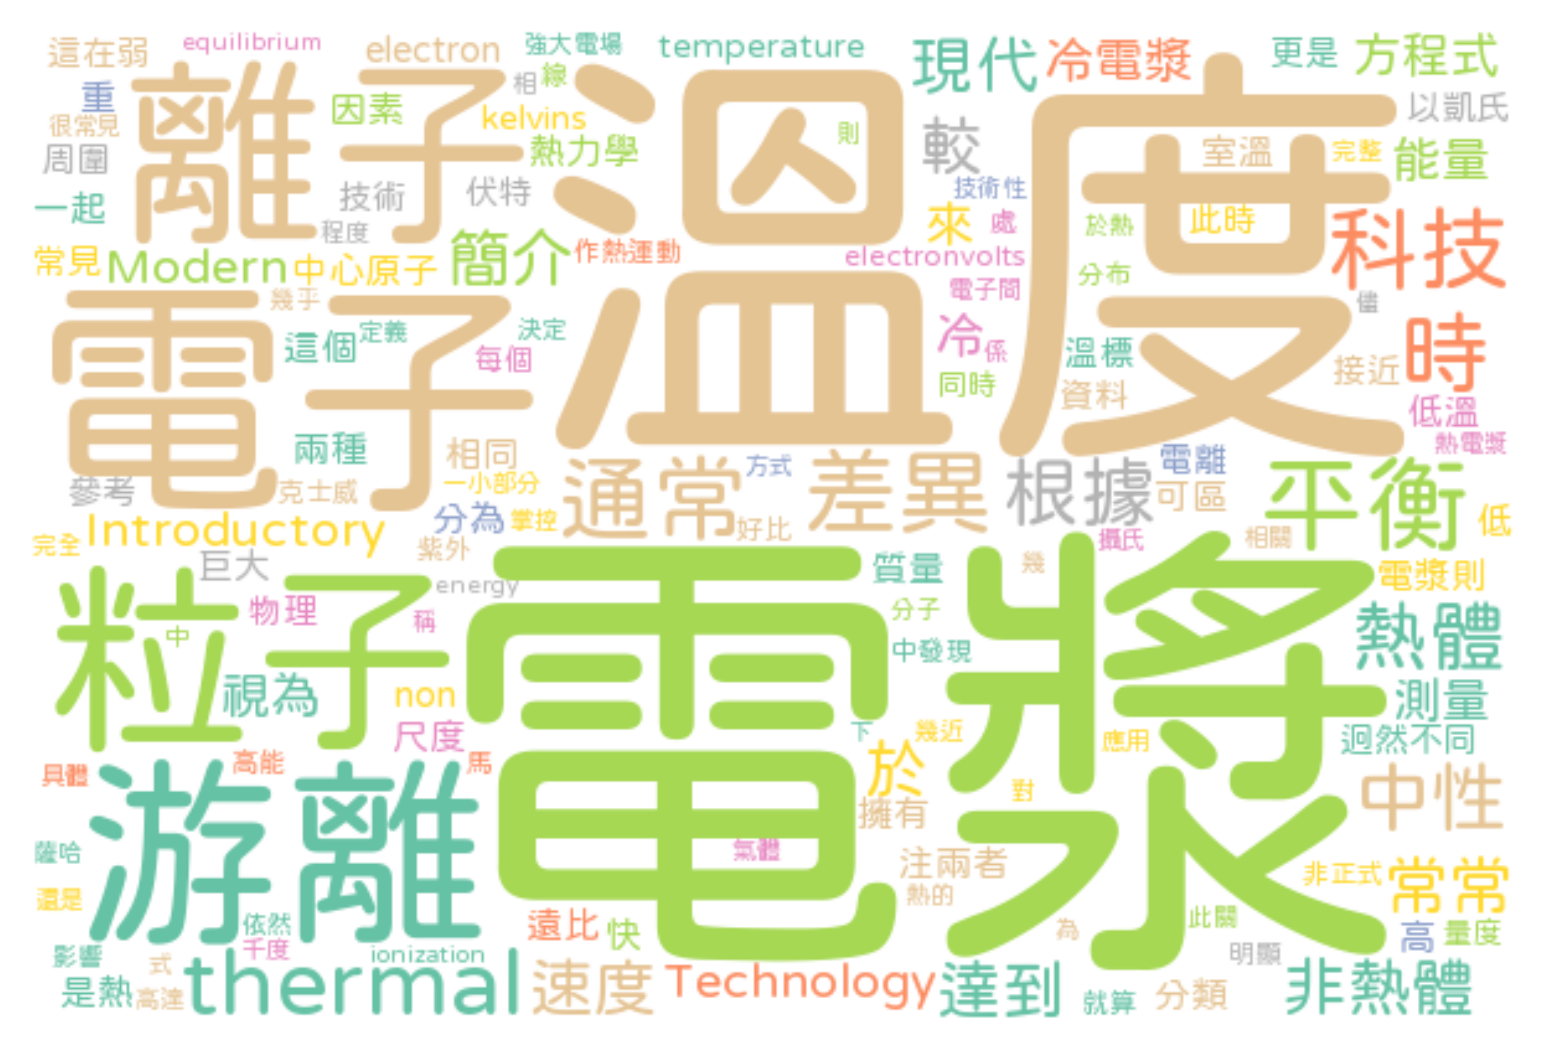 這在弱
equilibrium
electron
強大電場
temperature
現代
冷電漿
更是
方程式
離子
溫度
重
因素
相
線
kelvins
則
較
室溫
完整
以凱氏
很常見
周圍
熱力學
能量
一起
技術
伏特
技術性
來
處
於熱
此時
科技
程度
常見
Modern
中心原子
簡介
作熱運動
electronvolts
分布
電子
幾乎
電子間
儘
這個
定義
決定
每個
冷
係
溫標
時
同時
資料
接近
低溫
兩種
相同
方式
電離
熱電漿
參考
克士威
一小部分
通常
差異
根據
可區
平衡
低
完全
Introductory
分為
掌控
好比
攝氏
相關
巨大
紫外
電漿
質量
幾
電漿則
粒子
物理
energy
稱
分子
熱體
中
視為
non
中發現
測量
尺度
下
幾近
應用
迥然不同
具體
高能
馬
於
對
中性
游離
擁有
薩哈
氣體
注兩者
非正式
常常
還是
熱的
依然
遠比
快
為
此關
高
量度
影響
千度
ionization
明顯
式
是熱
高達
thermal
速度
Technology
達到
就算
分類
非熱體